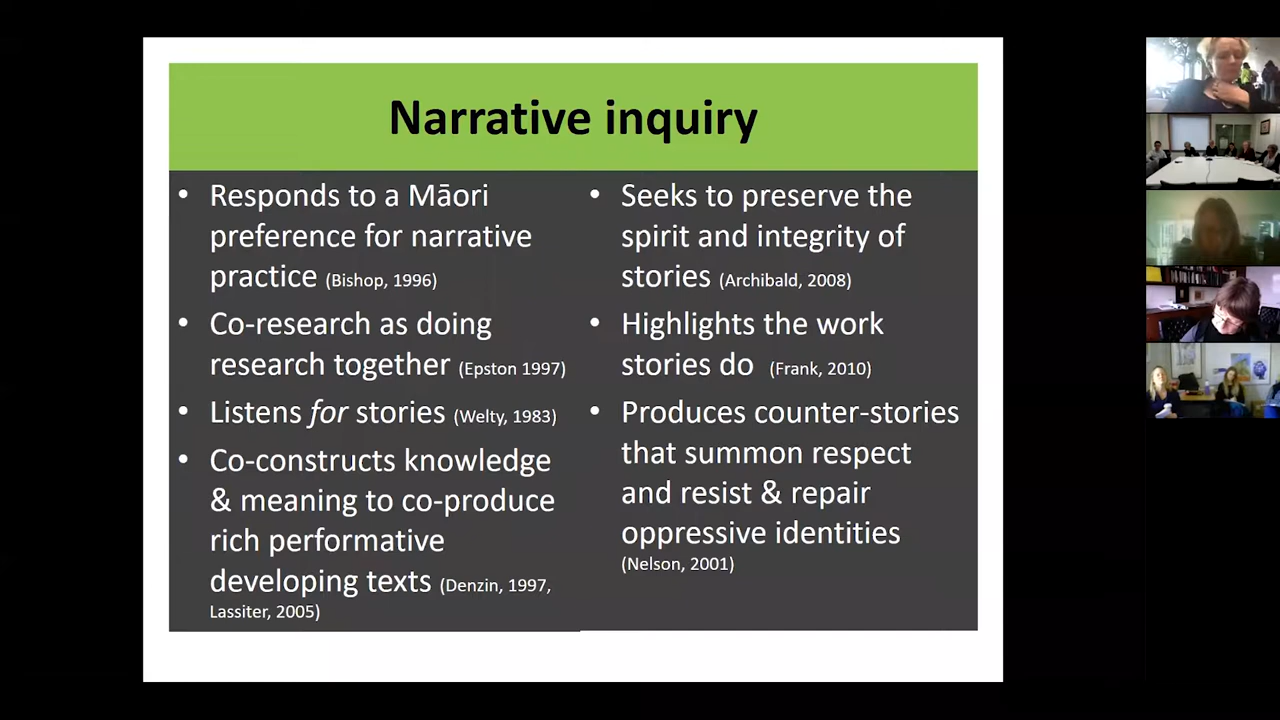 Narrative inquiry
• Responds to a Māori
preference for narrative
practice (Bishop, 1996)
• Co-research as doing
research together (Epston 1997)
• Listens for stories (Welty, 1983)
• Co-constructs knowledge
& meaning to co-produce
rich performative
developing texts (Denzin, 1997,
Lassiter, 2005)
• Seeks to preserve the
spirit and integrity of
stories (Archibald, 2008)
• Highlights the work
stories do (Frank, 2010)
• Produces counter-stories
that summon respect
and resist & repair
oppressive identities
(Nelson, 2001)